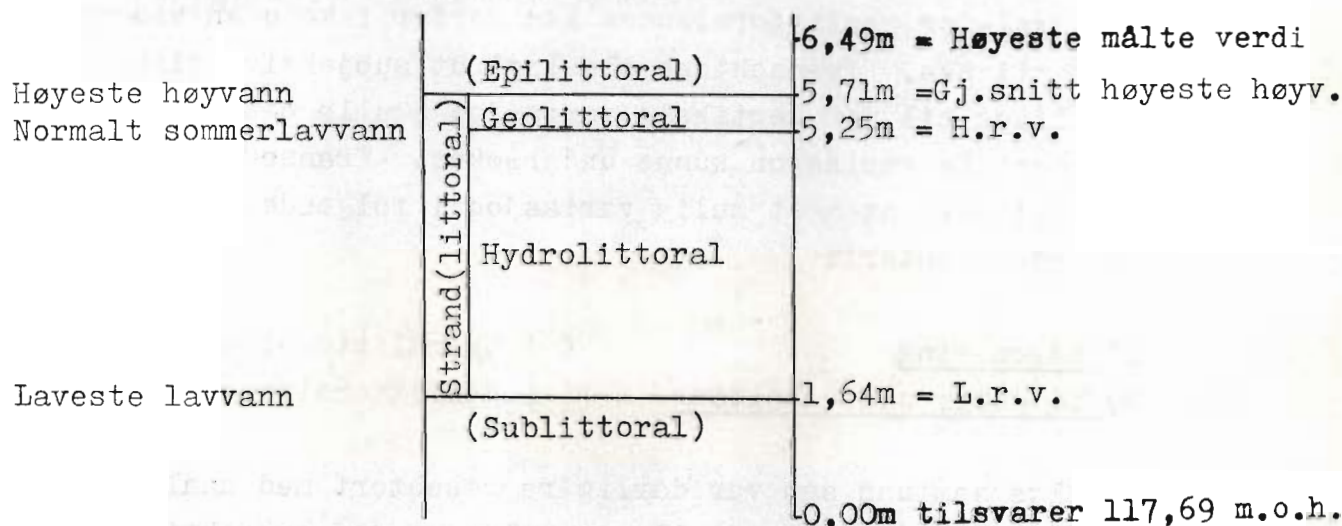 6,49m = Høyeste målte verdi
(Epilittoral)
Høyeste høyvann
5,71m =Gj.snitt høyeste høyv.
Geolittoral
Normalt sommerlavvann
5,25m = H.r.v.
Strand(littoral)
Hydrolittoral
Laveste lavvann
1,64m = L.r.v.
(Sublittoral)
0,00m tilsvarer 117,69 m.o.h.